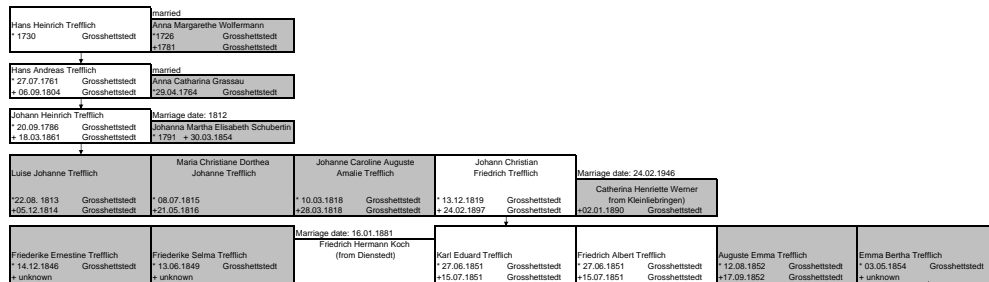 married
Hans Heinrich Trefflich Anna Margarethe Wolfermann
* 1730 Grosshettstedt *1726 Grosshettstedt
+1781 Grosshettstedt
Hans Andreas Trefflich married
* 27.07.1761 Grosshettstedt Anna Catharina Grassau
+ 06.09.1804 Grosshettstedt *29.04.1764 Grosshettstedt
Johann Heinrich Trefflich Marriage date: 1812
* 20.09.1786 Grosshettstedt Johanna Martha Elisabeth Schubertin
+ 18.03.1861 Grosshettstedt * 1791 + 30.03.1854
Maria Christiane Dorthea Johanne Caroline Auguste Johann Christian
Luise Johanne Trefflich Johanne Trefflich Amalie Trefflich Friedrich Trefflich Marriage date: 24.02.1946
Catherina Henriette Werner
*22.08. 1813 Grosshettstedt * 08.07.1815 Grosshettstedt * 10.03.1818 Grosshettstedt * 13.12.1819 Grosshettstedt from Kleinliebringen)
+05.12.1814 Grosshettstedt +21.05.1816 Grosshettstedt +28.03.1818 Grosshettstedt + 24.02.1897 Grosshettstedt +02.01.1890 Grosshettstedt
Marriage date: 16.01.1881
Friedrich Hermann Koch
Friederike Ernestine Trefflich Friederike Selma Trefflich (from Dienstedt) Karl Eduard Trefflich Friedrich Albert Trefflich Auguste Emma Trefflich Emma Bertha Trefflich
* 14.12.1846 Grosshettstedt * 13.06.1849 Grosshettstedt * 27.06.1851 Grosshettstedt * 27.06.1851 Grosshettstedt * 12.08.1852 Grosshettstedt * 03.05.1854 Grosshettstedt
+ unknown + unknown +15.07.1851 Grosshettstedt +15.07.1851 Grosshettstedt +17.09.1852 Grosshettstedt + unknown